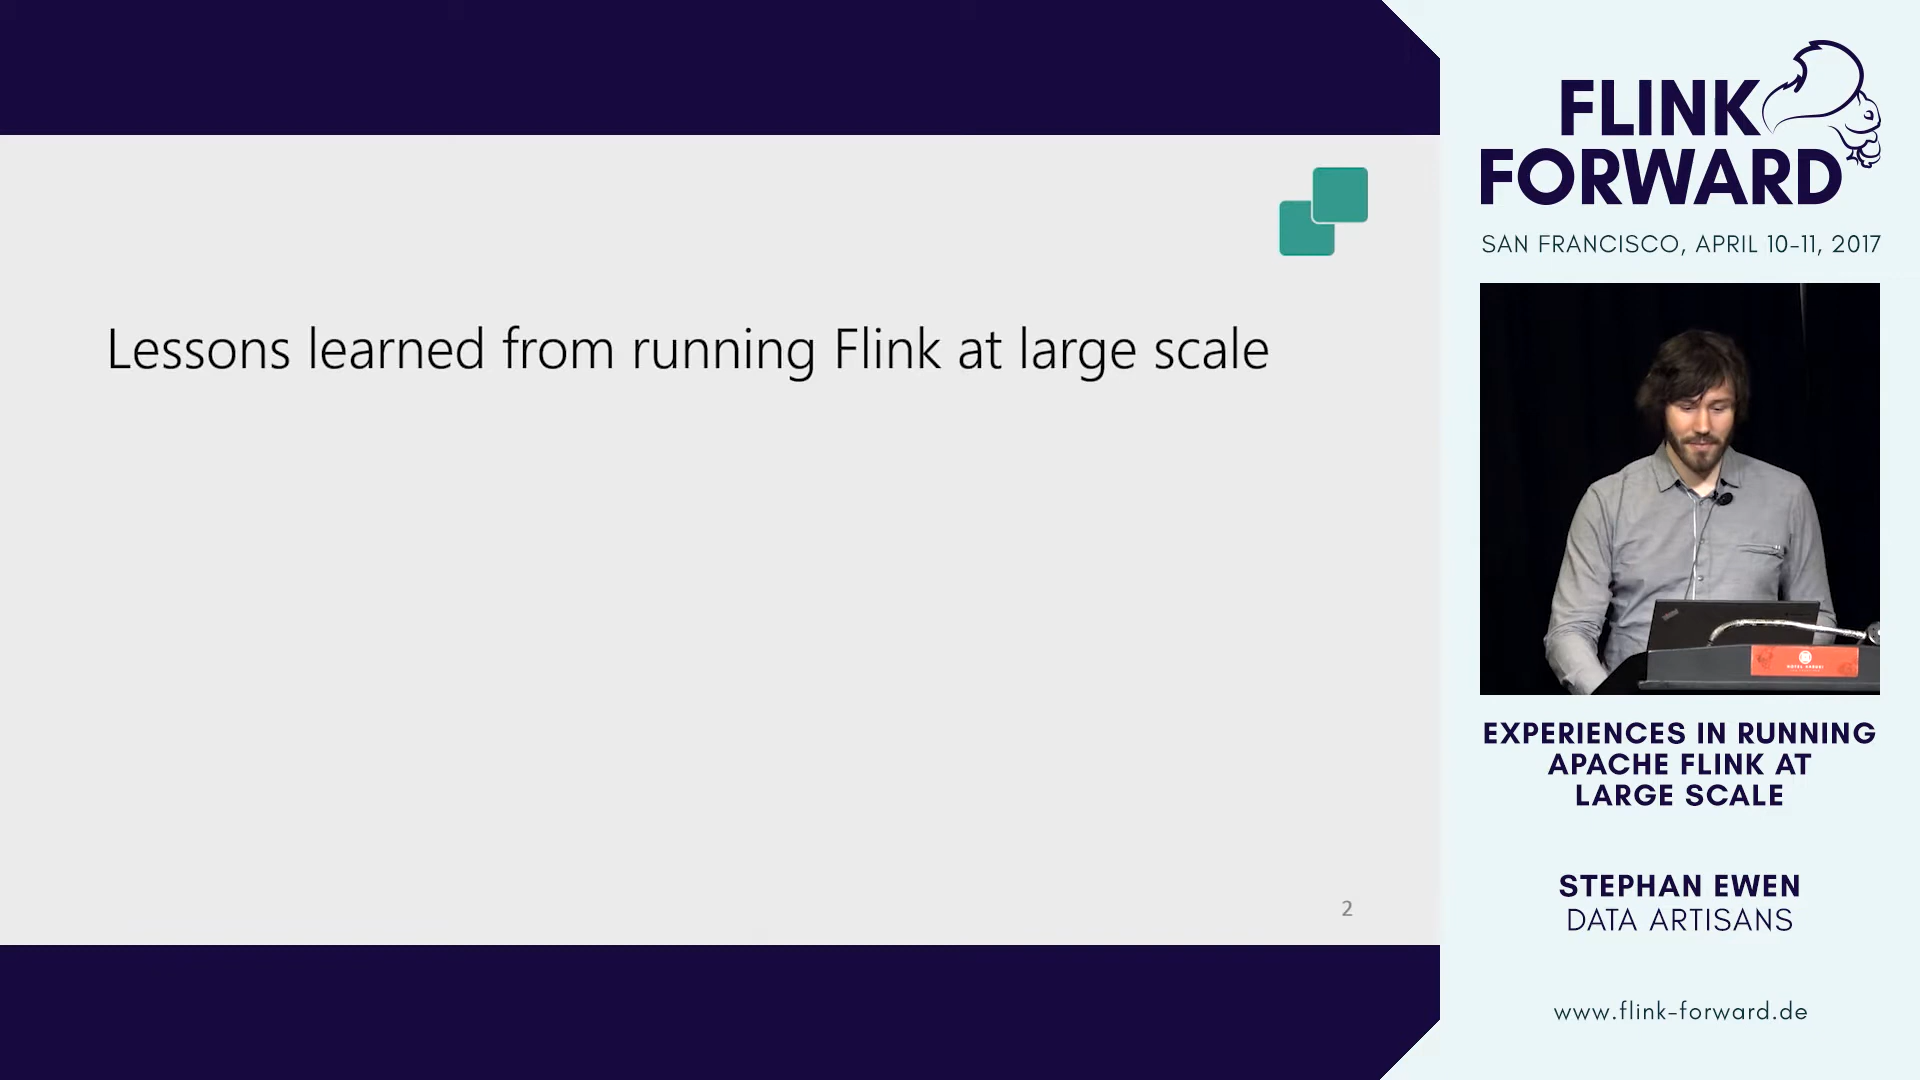 Lessons learned from running Flink at large scale
2
FLINK
FORWARD
SAN FRANCISCO, APRIL 10-11, 2017
EXPERIENCES IN RUNNING
APACHE FLINK AT
LARGE SCALE
STEPHAN EWEN
DATA ARTISANS
www.flink-forward.de